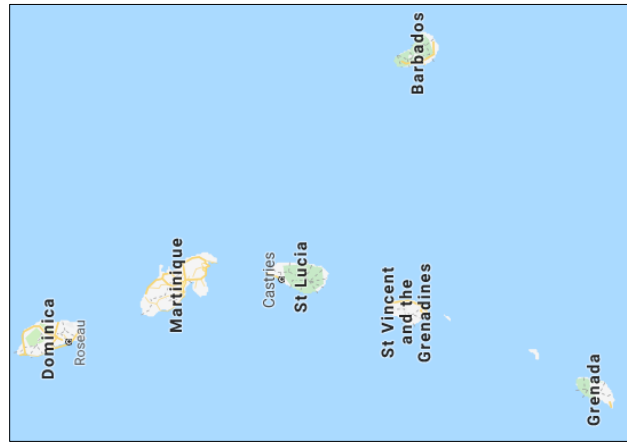 Dominica
Roseau
Martinique
Castries
St Lucia
St Vincent
and the
Grenadines
Barbados
Grenada